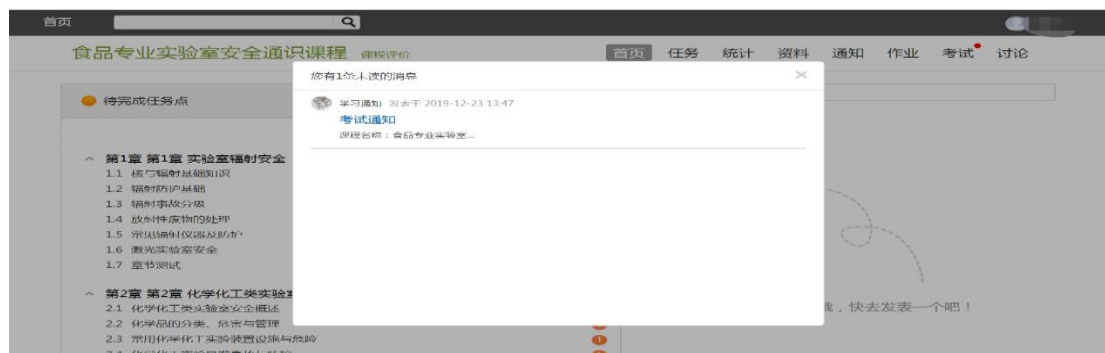 首页
食品专业实验室安全通识课程 课程评价
首页 任务 统计 资料 通知 作业 考试 讨论
您有1条未读的消息
×
待完成任务点
学习通知 发表于 2019-12-23 13:47
考试通知
课程名称：食品专业实验室...
第1章 第1章 实验室辐射安全
1.1 核与辐射基础知识
1.2 辐射防护基础
1.3 辐射事故分级
1.4 放射性废物的处理
1.5 常见辐射仪器及防护
1.6 激光实验室安全
1.7 章节测试
第2章 第2章 化学化工类实验
2.1 化学化工类实验室安全概述
2.2 化学品的分类、危害与管理
2.3 常用化学化工实验装置设施与危险
1
，快去发表一个吧！